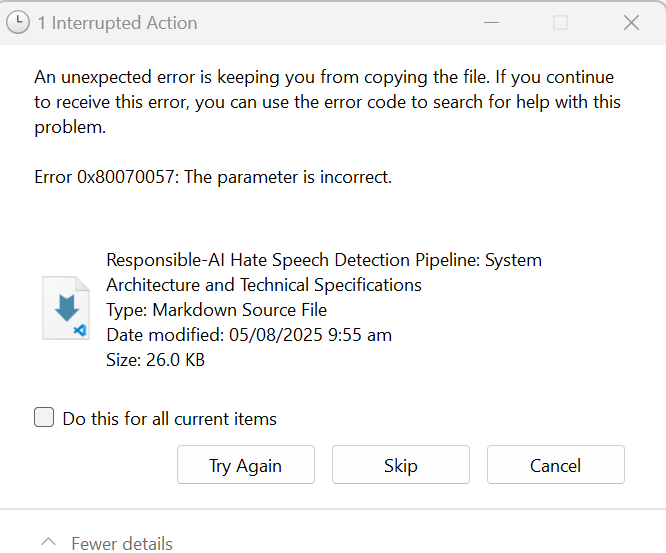 1 Interrupted Action
An unexpected error is keeping you from copying the file. If you continue
to receive this error, you can use the error code to search for help with this
problem.
Error 0x80070057: The parameter is incorrect.
Responsible-AI Hate Speech Detection Pipeline: System
Architecture and Technical Specifications
Type: Markdown Source File
Date modified: 05/08/2025 9:55 am
Size: 26.0 KB
Do this for all current items
Try Again
Skip
Cancel
Fewer details